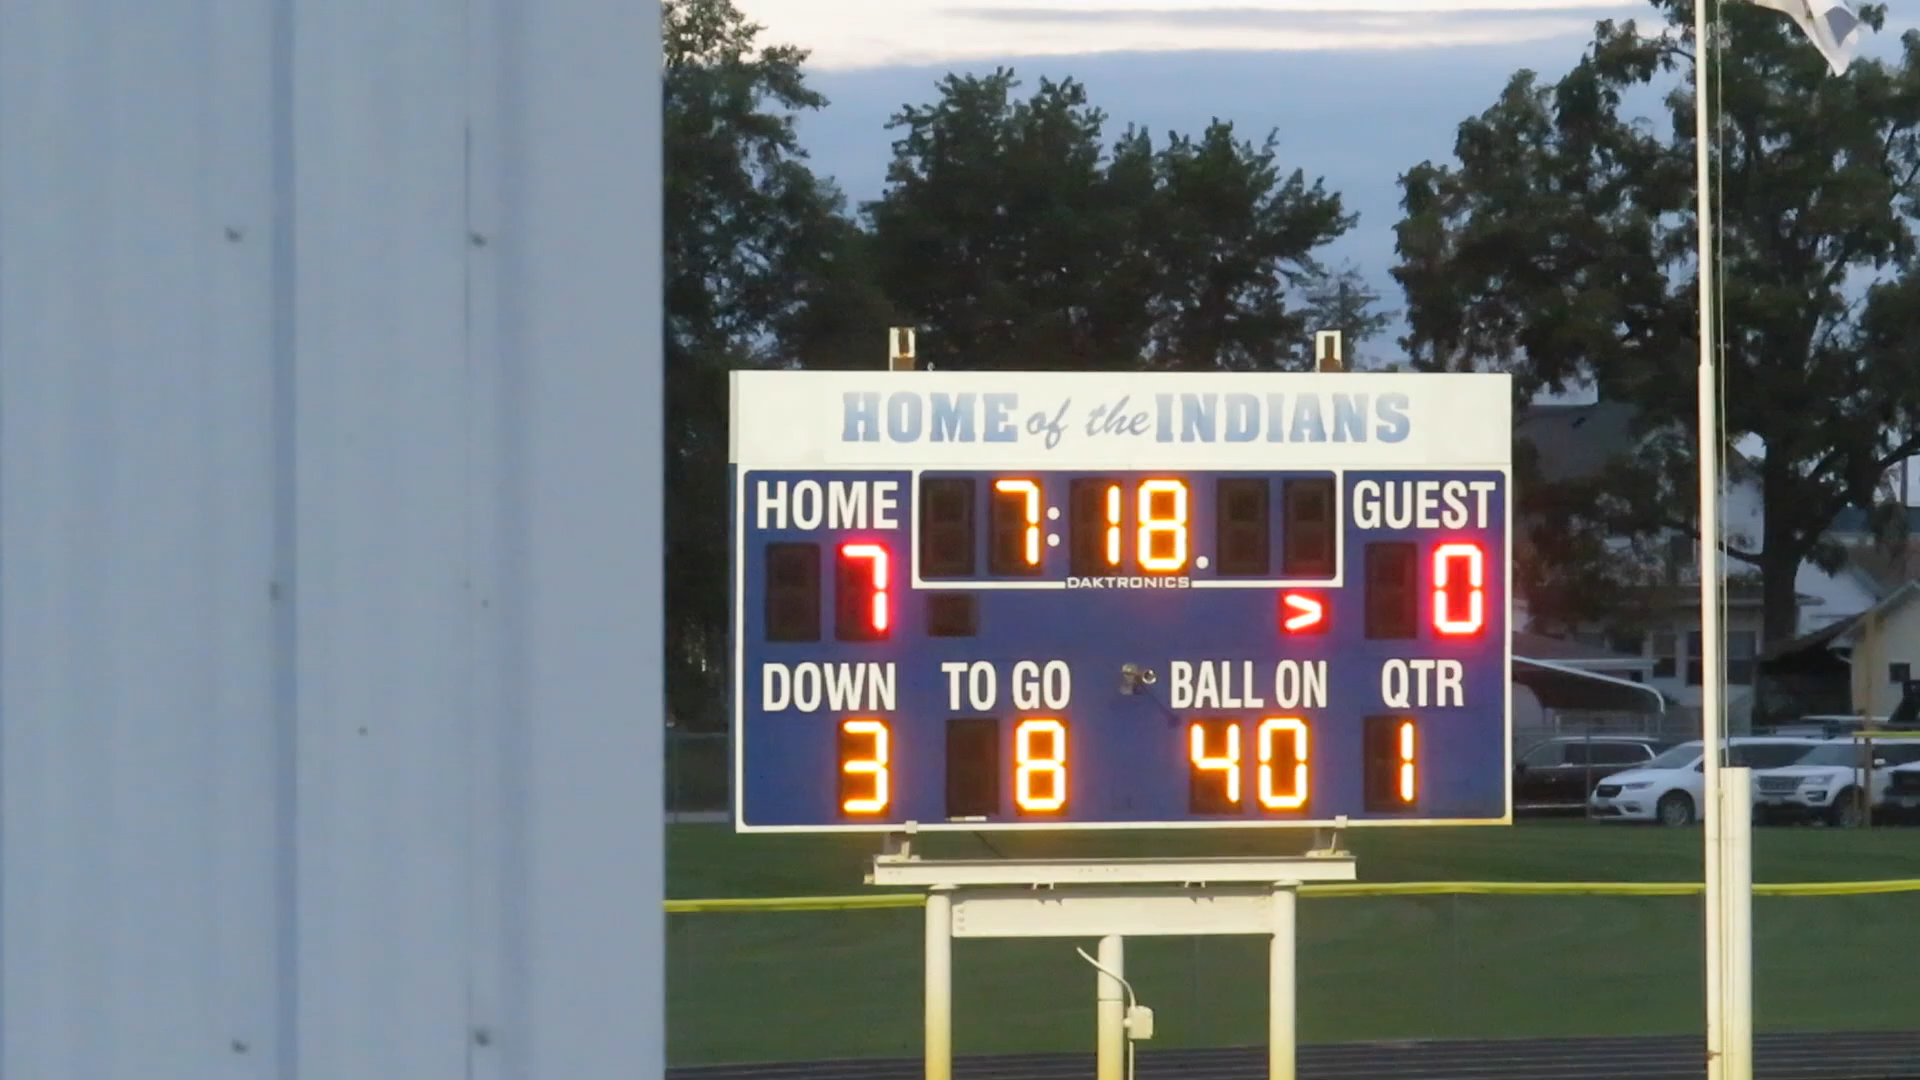 HOME of the INDIANS
HOME 7:18. GUEST
DAKTRONICS
7 > 0
DOWN TO GO BALL ON QTR
3 8 40 1